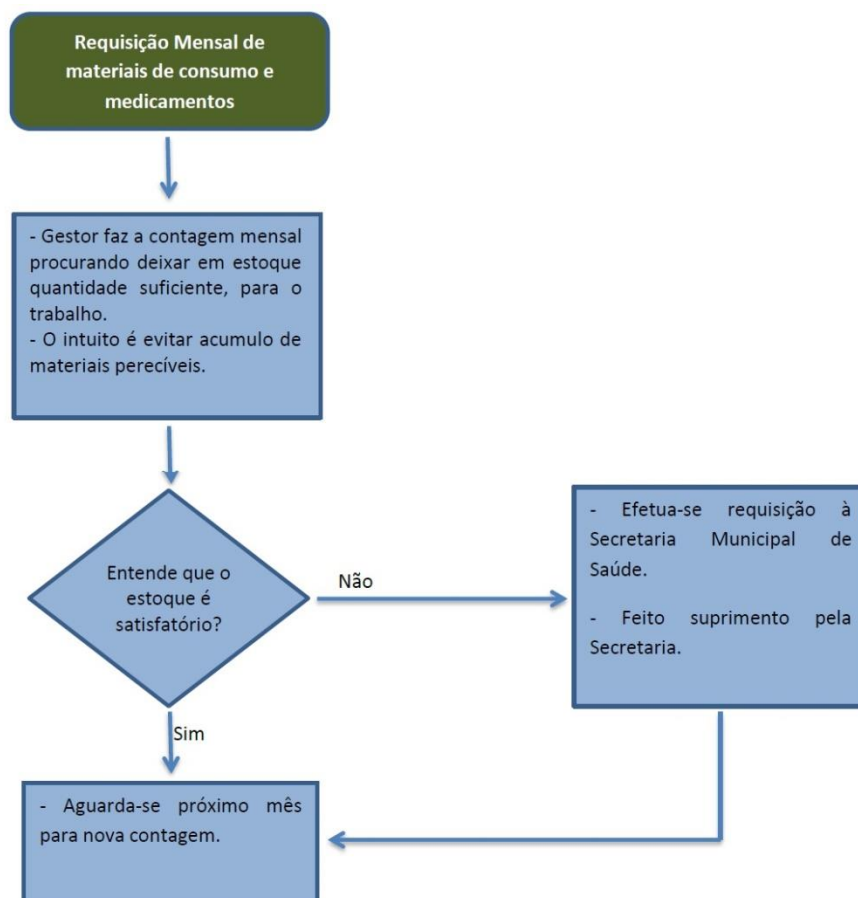 Requisição Mensal de
materiais de consumo e
medicamentos
- Gestor faz a contagem mensal
procurando deixar em estoque
quantidade suficiente, para o
trabalho.
- O intuito é evitar acumulo de
materiais perecíveis.
Entende que o
estoque é
satisfatório?
Não
- Efetua-se requisição à
Secretaria Municipal de
Saúde.
- Feito suprimento pela
Secretaria.
Sim
- Aguarda-se próximo mês
para nova contagem.